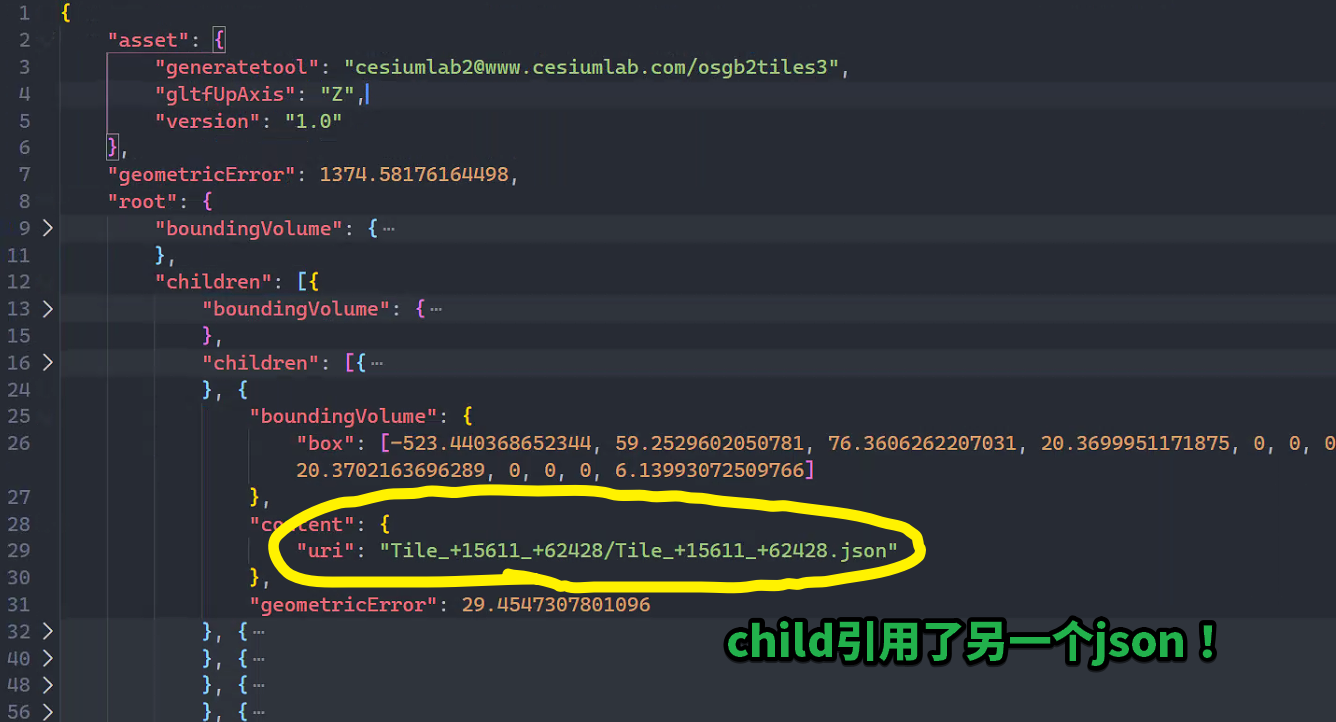 1 {
2 "asset": {
3 "generatetool": "cesiumlab2@www.cesiumlab.com/osgb2tiles3",
4 "gltfUpAxis": "Z",
5 "version": "1.0"
6 },
7 "geometricError": 1374.58176164498,
8 "root": {
9 "boundingVolume": { ⋯
11 },
12 "children": [{
13 "boundingVolume": { ⋯
15 },
16 "children": [{ ⋯
24 }, {
25 "boundingVolume": {
26 "box": [-523.440368652344, 59.2529602050781, 76.3606262207031, 20.3699951171875, 0, 0, 0
20.3702163696289, 0, 0, 0, 6.13993072509766]
27 },
28 "content": {
29 "uri": "Tile_+15611_+62428/Tile_+15611_+62428.json"
30 },
31 "geometricError": 29.4547307801096
32 }, { ⋯
child引用了另一个json！
40 }, { ⋯
48 }, { ⋯
56 }, { ⋯